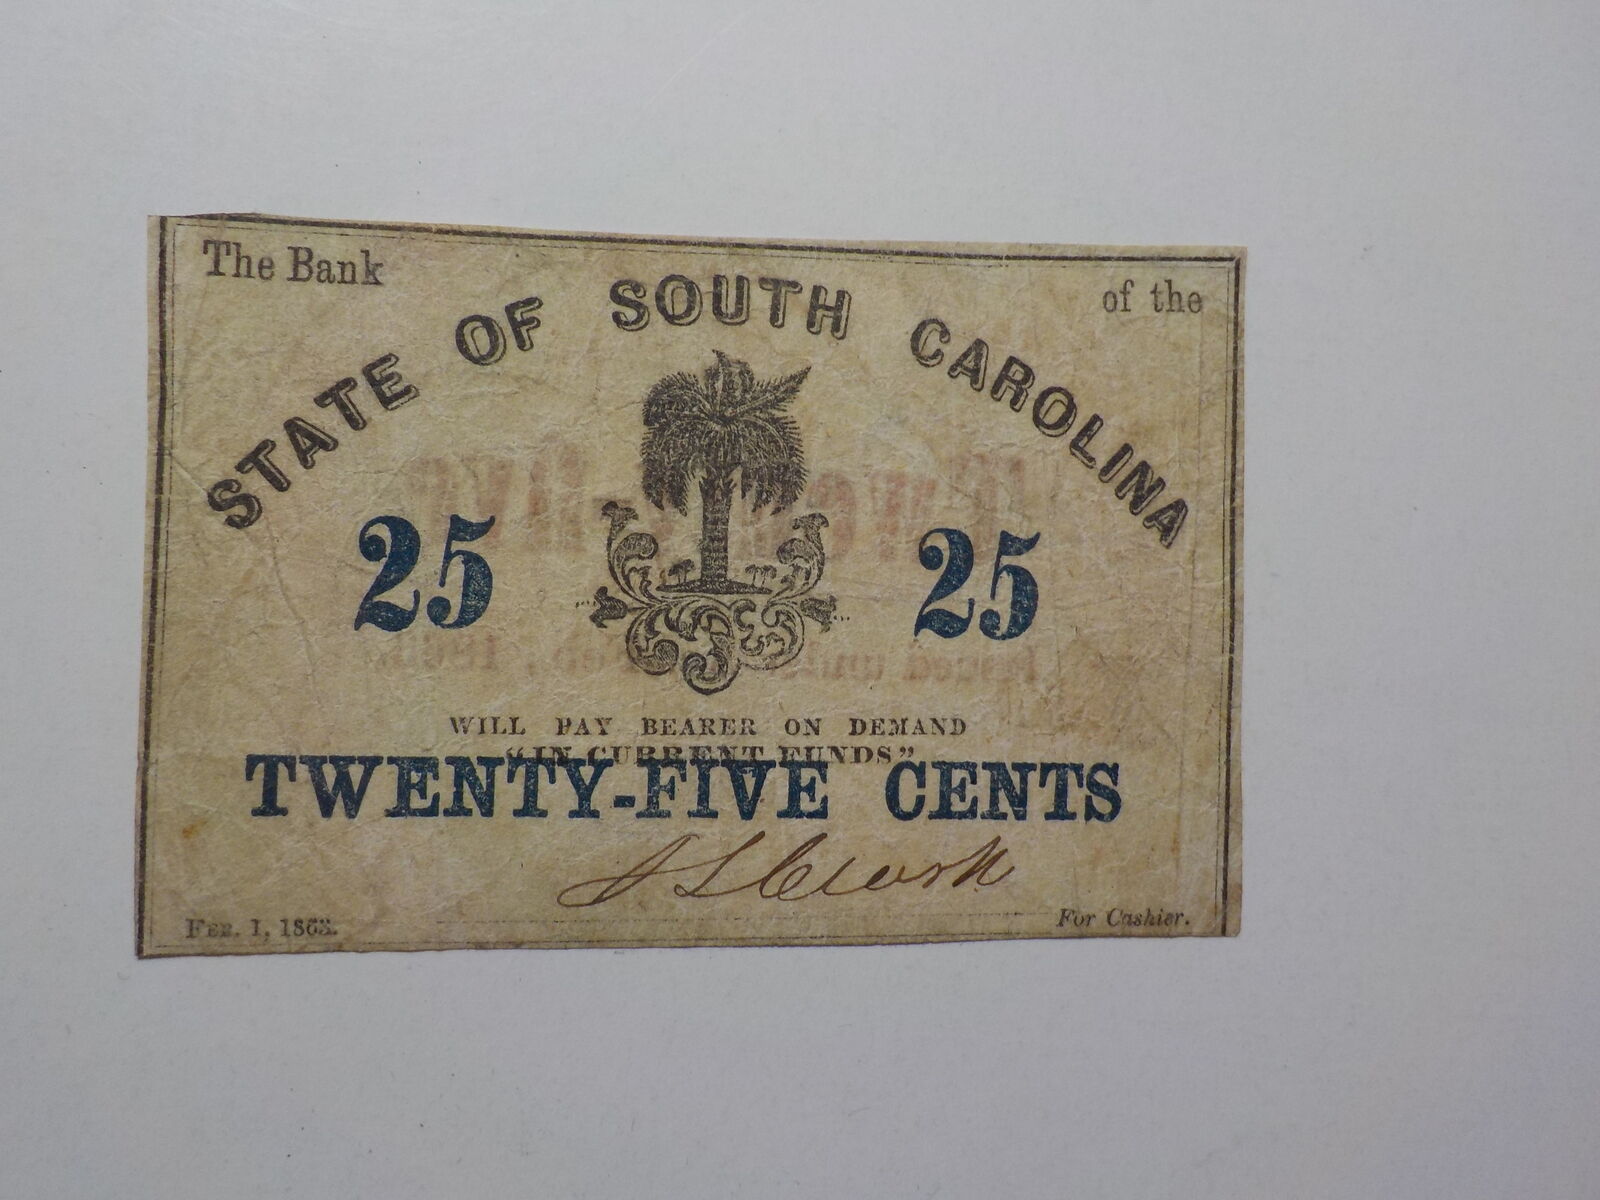 The Bank of the
STATE OF SOUTH CAROLINA
25 25
WILL PAY BEARER ON DEMAND
"IN CURRENT FUNDS"
TWENTY-FIVE CENTS
Feb. 1, 1863. For Cashier.